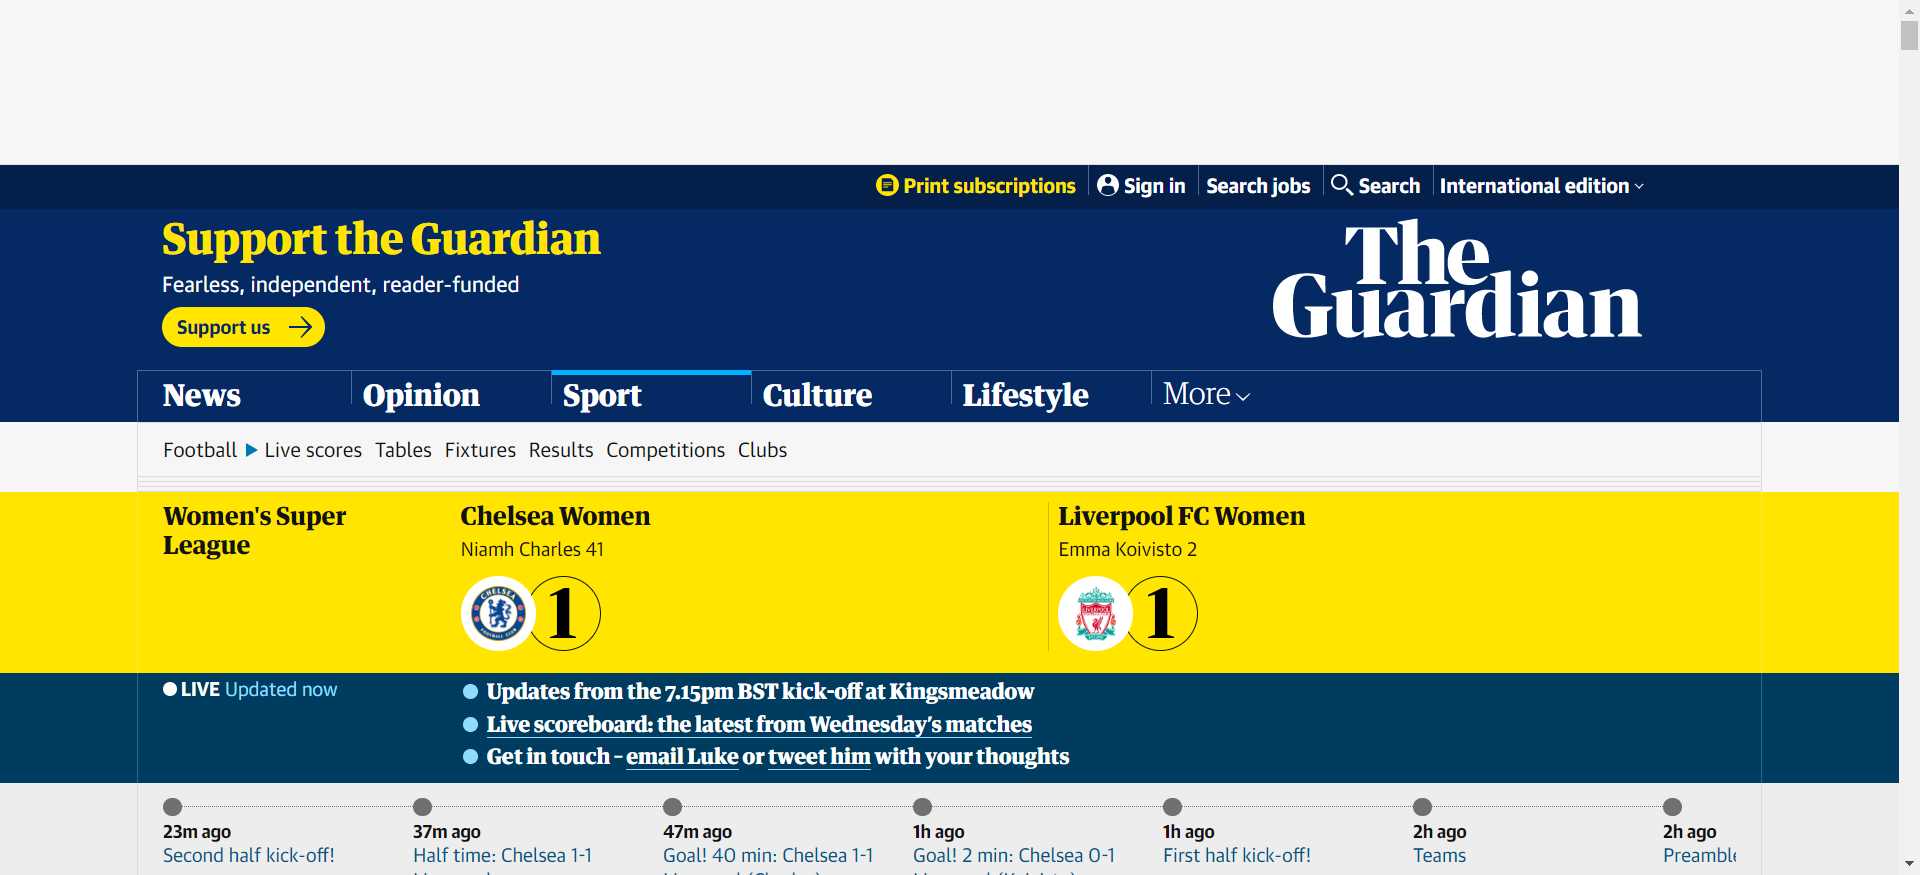 Print subscriptions Sign in Search jobs Search International edition
Support the Guardian
Fearless, independent, reader-funded
Support us
The
Guardian
News Opinion Sport Culture Lifestyle More
Football Live scores Tables Fixtures Results Competitions Clubs
Women's Super
League
Chelsea Women
Niamh Charles 41
CHELSEA
FOOTBALL CLUB
1
Liverpool FC Women
Emma Koivisto 2
LIVERPOOL
1
LIVE Updated now
Updates from the 7.15pm BST kick-off at Kingsmeadow
Live scoreboard: the latest from Wednesday’s matches
Get in touch – email Luke or tweet him with your thoughts
23m ago
Second half kick-off!
37m ago
Half time: Chelsea 1-1
47m ago
Goal! 40 min: Chelsea 1-1
1h ago
Goal! 2 min: Chelsea 0-1
1h ago
First half kick-off!
2h ago
Teams
2h ago
Preamble